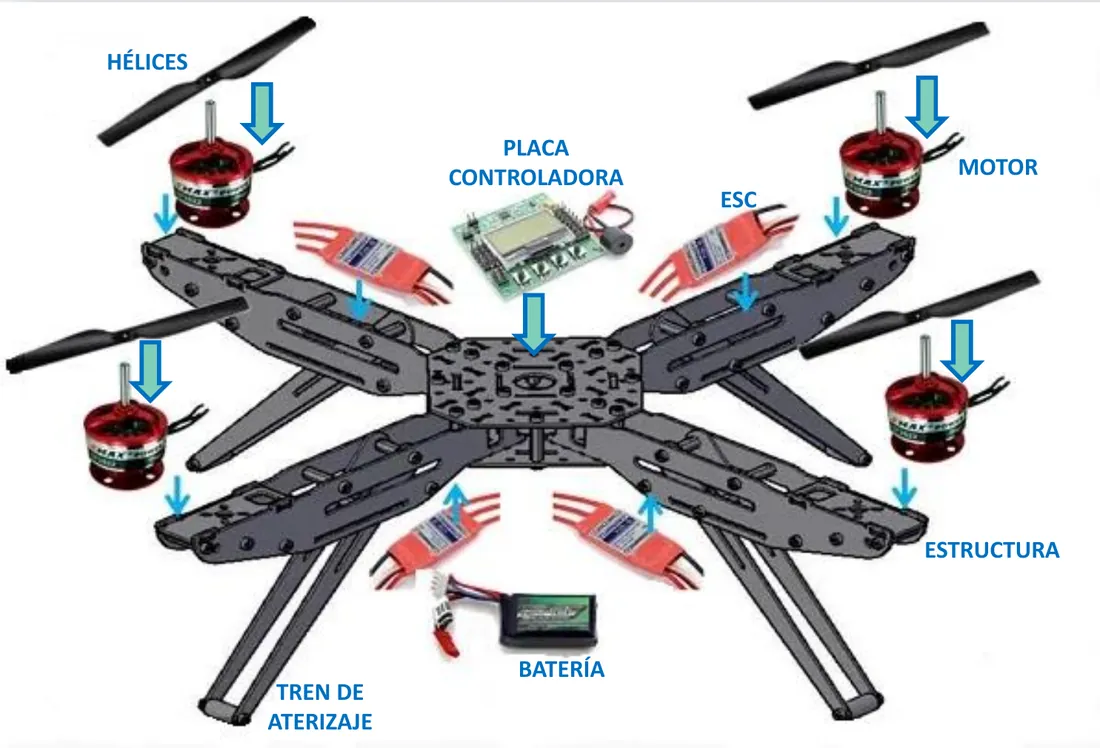 HÉLICES
PLACA
CONTROLADORA
ESC
MOTOR
ESTRUCTURA
BATERÍA
TREN DE
ATERIZAJE